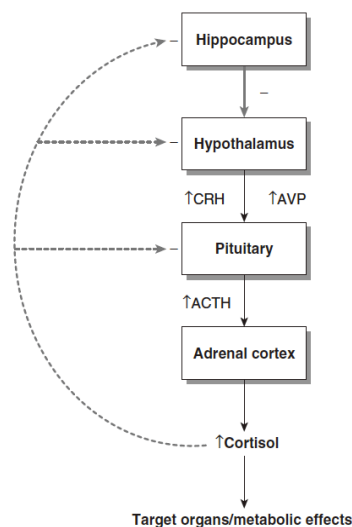 – Hippocampus
–
– Hypothalamus
↑CRH ↑AVP
– Pituitary
↑ACTH
Adrenal cortex
↑Cortisol
Target organs/metabolic effects